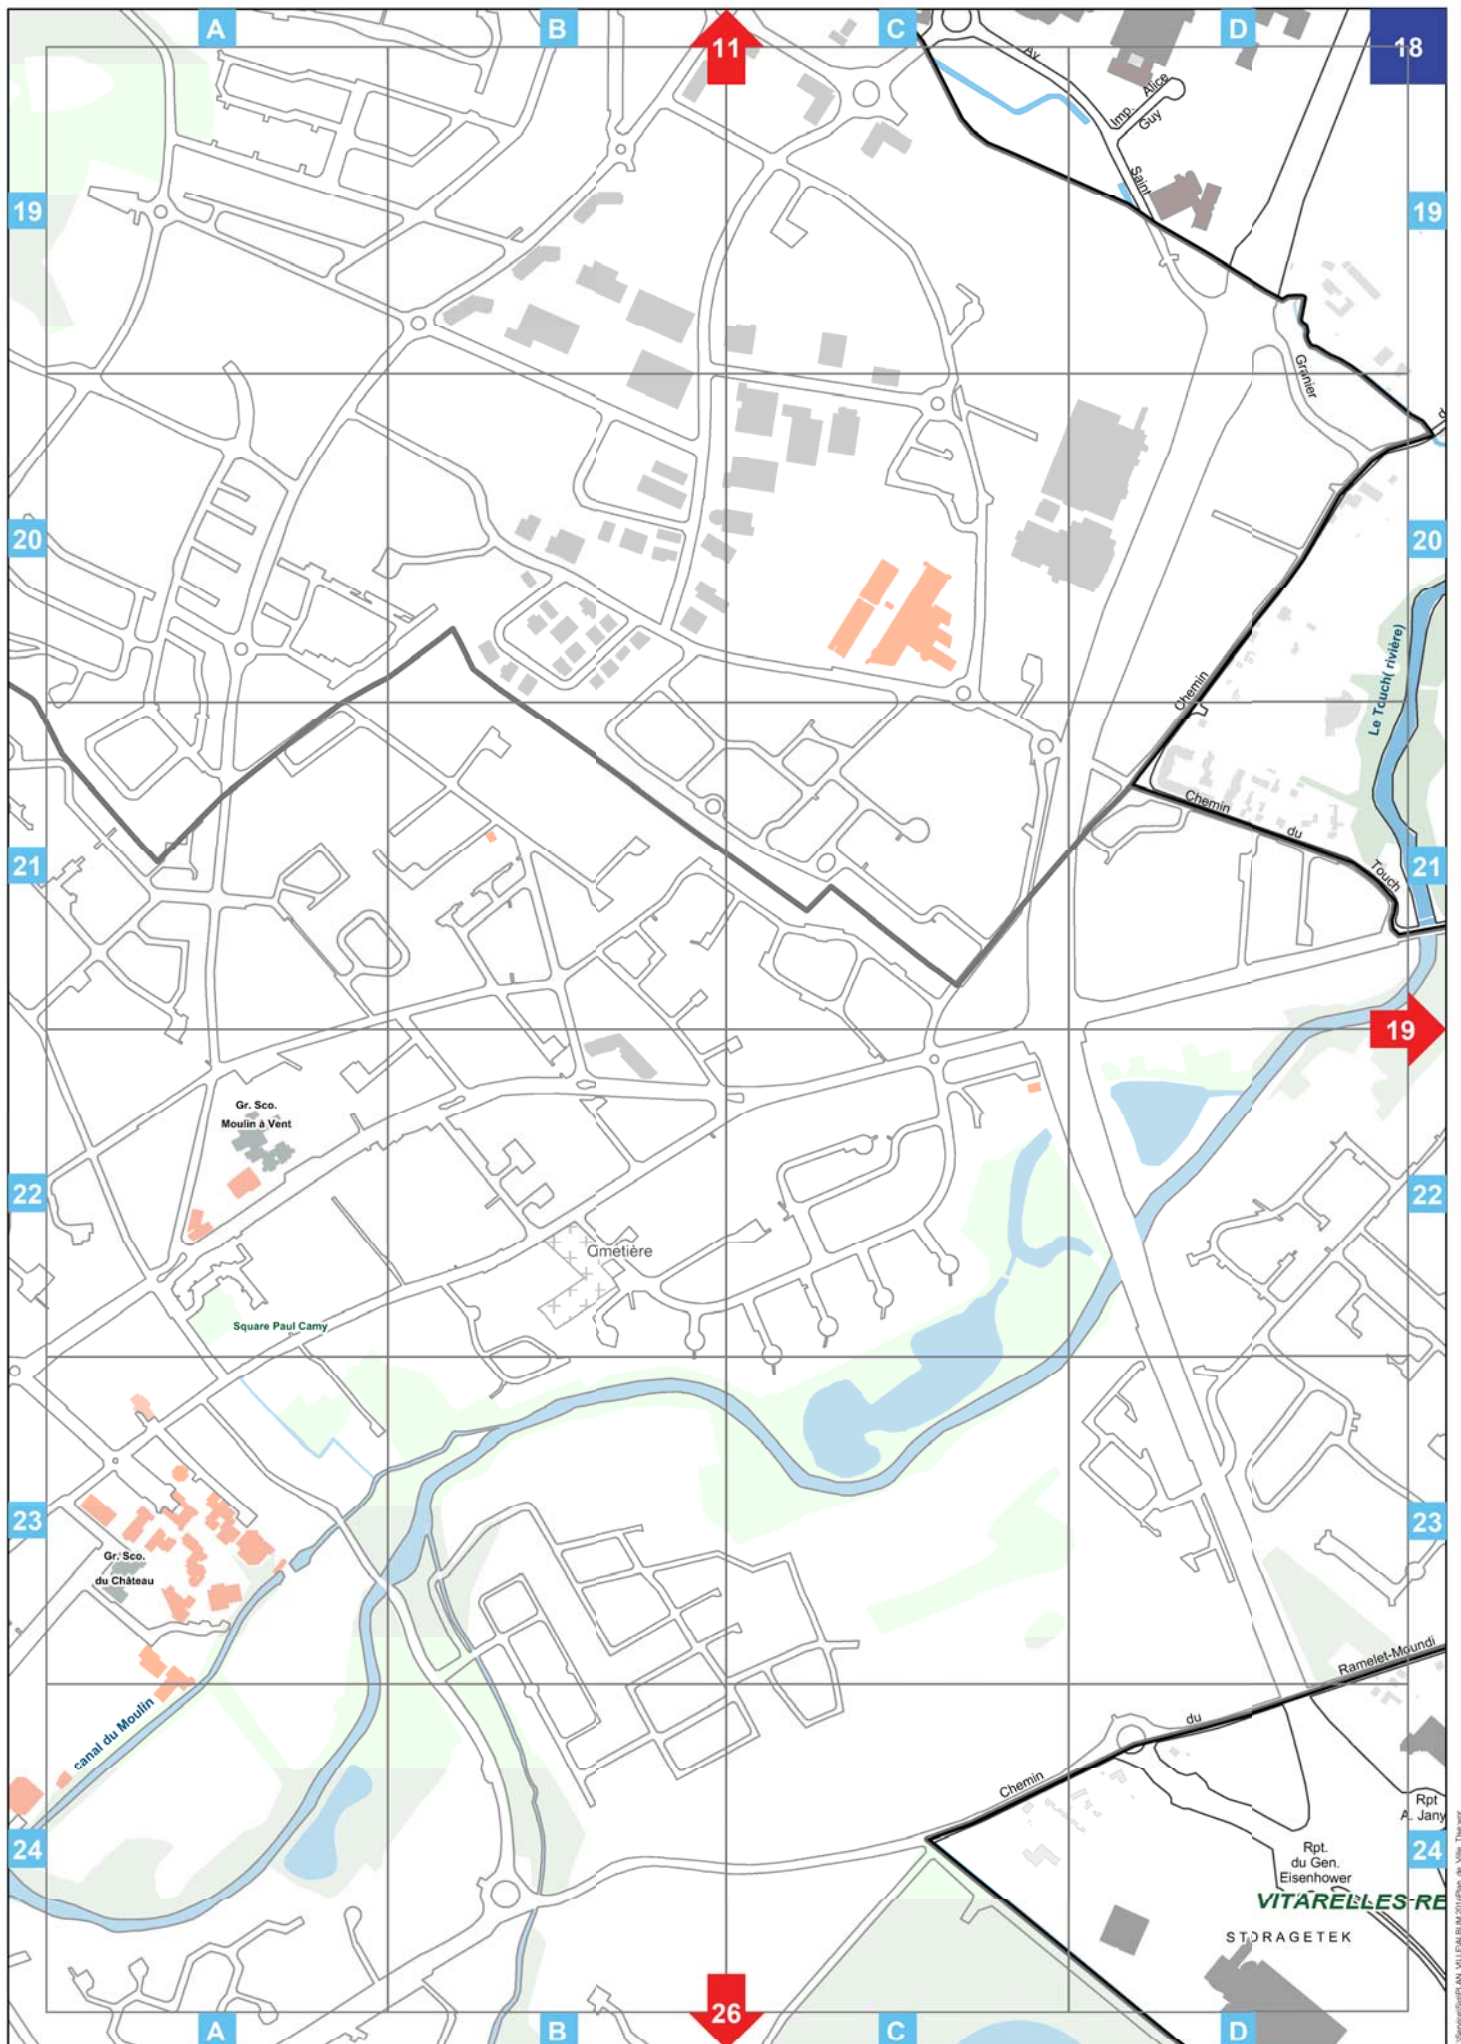 A
B
11
C
D
18
Av
Imp. Alice
Guy
Saint
19
19
Granier
20
20
Le Touch( rivière)
Chemin
Chemin
du
Touch
21
21
19
Gr. Sco.
Moulin à Vent
22
22
Cimetière
Square Paul Camy
23
23
Gr. Sco.
du Château
Ramelet-Moundi
canal du Moulin
du
Chemin
Rpt
A. Jany
24
24
Rpt.
du Gen.
Eisenhower
VITARELLES-RE
STORAGETEK
A
B
26
C
D